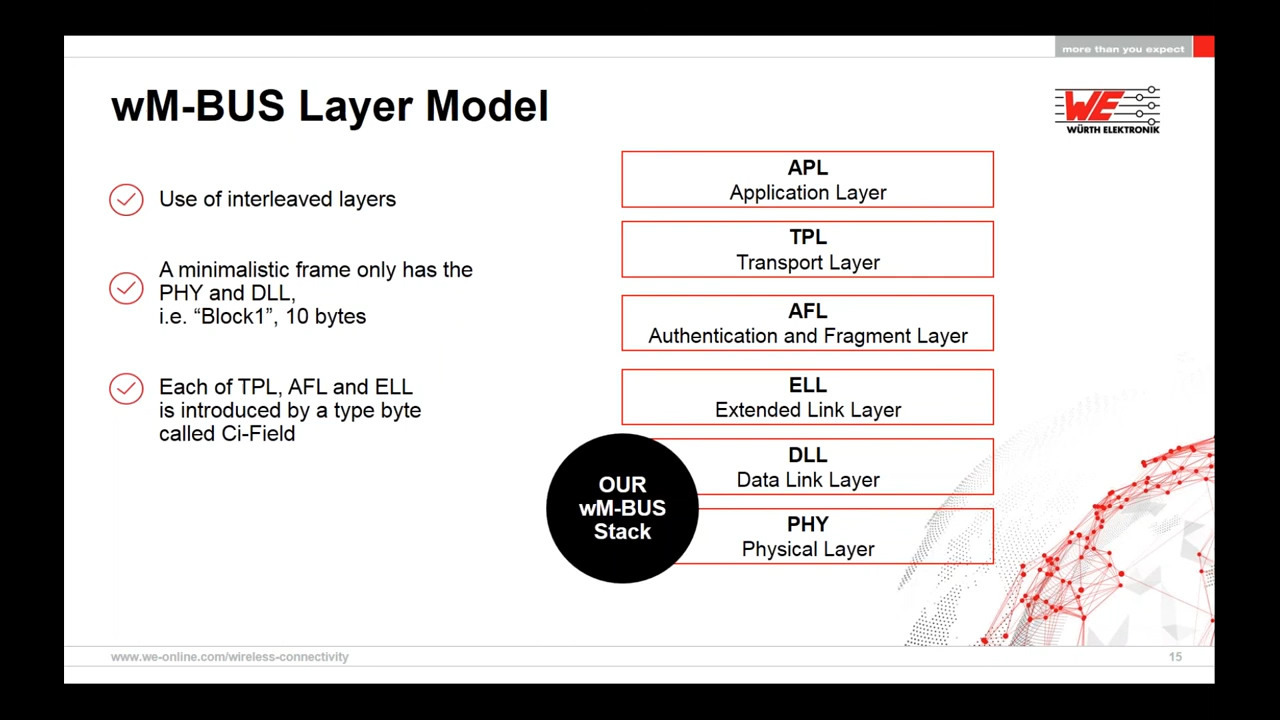 more than you expect
wM-BUS Layer Model
WE
WÜRTH ELEKTRONIK
Use of interleaved layers
A minimalistic frame only has the
PHY and DLL,
i.e. “Block1”, 10 bytes
Each of TPL, AFL and ELL
is introduced by a type byte
called Ci-Field
APL
Application Layer
TPL
Transport Layer
AFL
Authentication and Fragment Layer
ELL
Extended Link Layer
DLL
Data Link Layer
PHY
Physical Layer
OUR
wM-BUS
Stack
www.we-online.com/wireless-connectivity
15